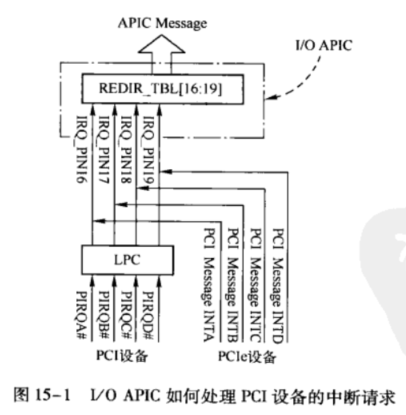 APIC Message
I/O APIC
REDIR_TBL[16:19]
IRQ_PIN16
IRQ_PIN17
IRQ_PIN18
IRQ_PIN19
LPC
PIRQA#
PIRQB#
PIRQC#
PIRQD#
PCI Message INTA
PCI Message INTB
PCI Message INTC
PCI Message INTD
PCI设备
PCIe设备
图 15-1 I/O APIC 如何处理 PCI 设备的中断请求